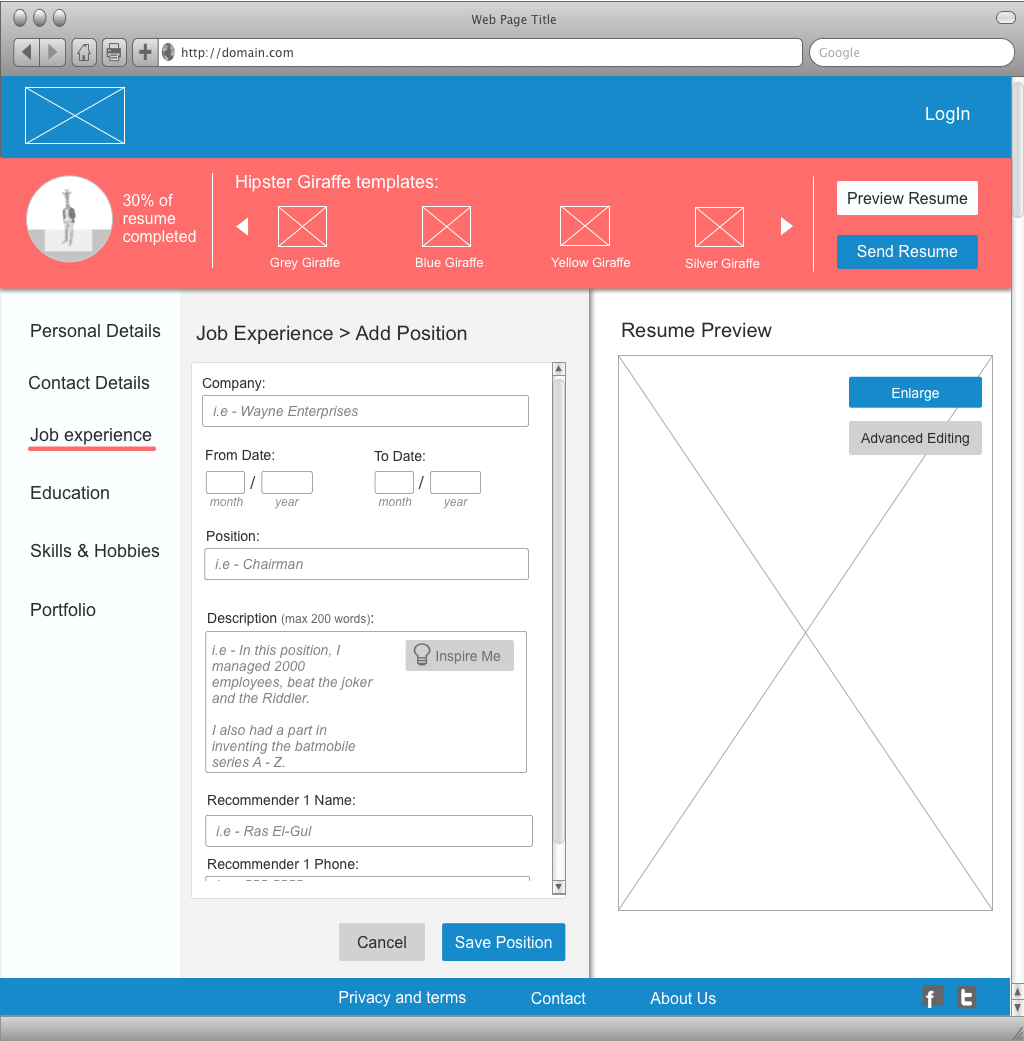 Web Page Title
http://domain.com
Google
LogIn
30% of
resume
completed
Hipster Giraffe templates:
Grey Giraffe
Blue Giraffe
Yellow Giraffe
Silver Giraffe
Preview Resume
Send Resume
Personal Details
Contact Details
Job experience
Education
Skills & Hobbies
Portfolio
Job Experience > Add Position
Company:
i.e - Wayne Enterprises
From Date:
To Date:
/
/
month
year
month
year
Position:
i.e - Chairman
Description (max 200 words):
i.e - In this position, I
managed 2000
employees, beat the joker
and the Riddler.
I also had a part in
inventing the batmobile
series A - Z.
Inspire Me
Recommender 1 Name:
i.e - Ras El-Gul
Recommender 1 Phone:
Cancel
Save Position
Resume Preview
Enlarge
Advanced Editing
Privacy and terms
Contact
About Us
f
t